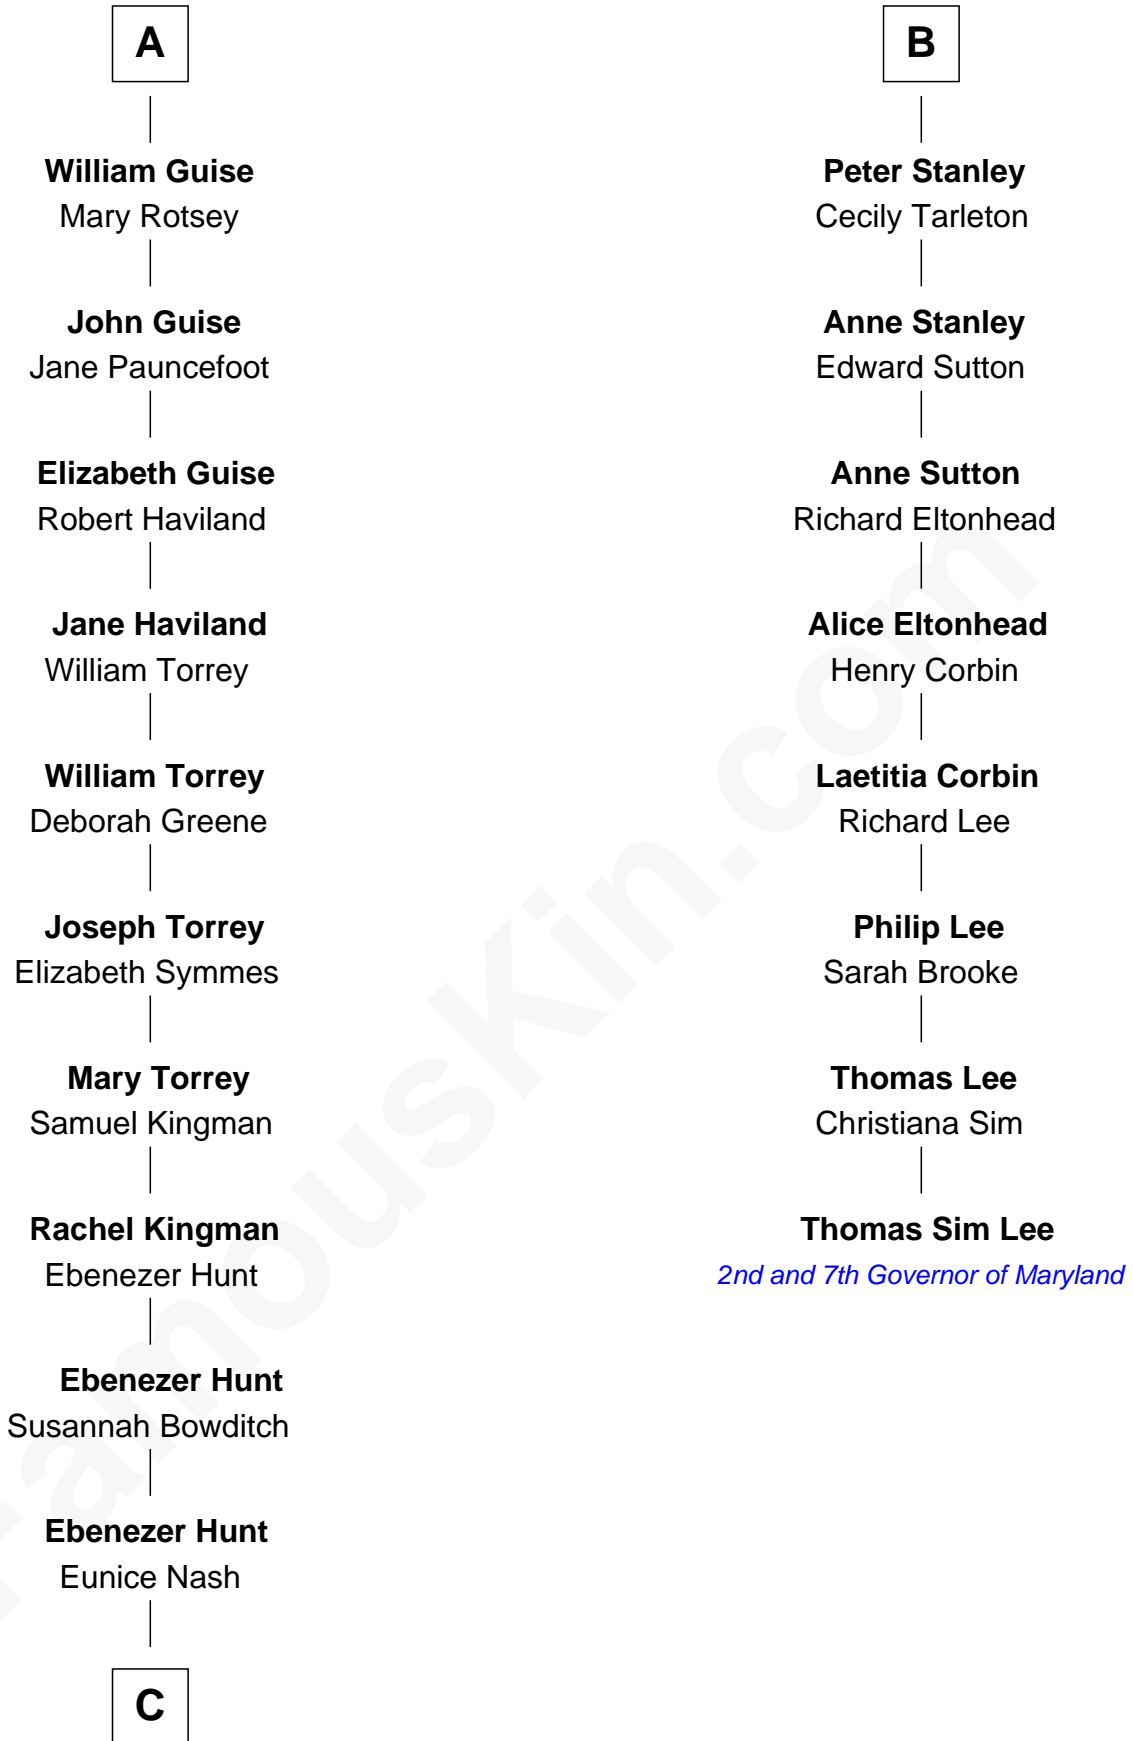 A
William Guise
Mary Rotsey
John Guise
Jane Pauncefoot
Elizabeth Guise
Robert Haviland
Jane Haviland
William Torrey
William Torrey
Deborah Greene
Joseph Torrey
Elizabeth Symmes
Mary Torrey
Samuel Kingman
Rachel Kingman
Ebenezer Hunt
Ebenezer Hunt
Susannah Bowditch
Ebenezer Hunt
Eunice Nash
C
B
Peter Stanley
Cecily Tarleton
Anne Stanley
Edward Sutton
Anne Sutton
Richard Eltonhead
Alice Eltonhead
Henry Corbin
Laetitia Corbin
Richard Lee
Philip Lee
Sarah Brooke
Thomas Lee
Christiana Sim
Thomas Sim Lee
2nd and 7th Governor of Maryland
FamousKin.com